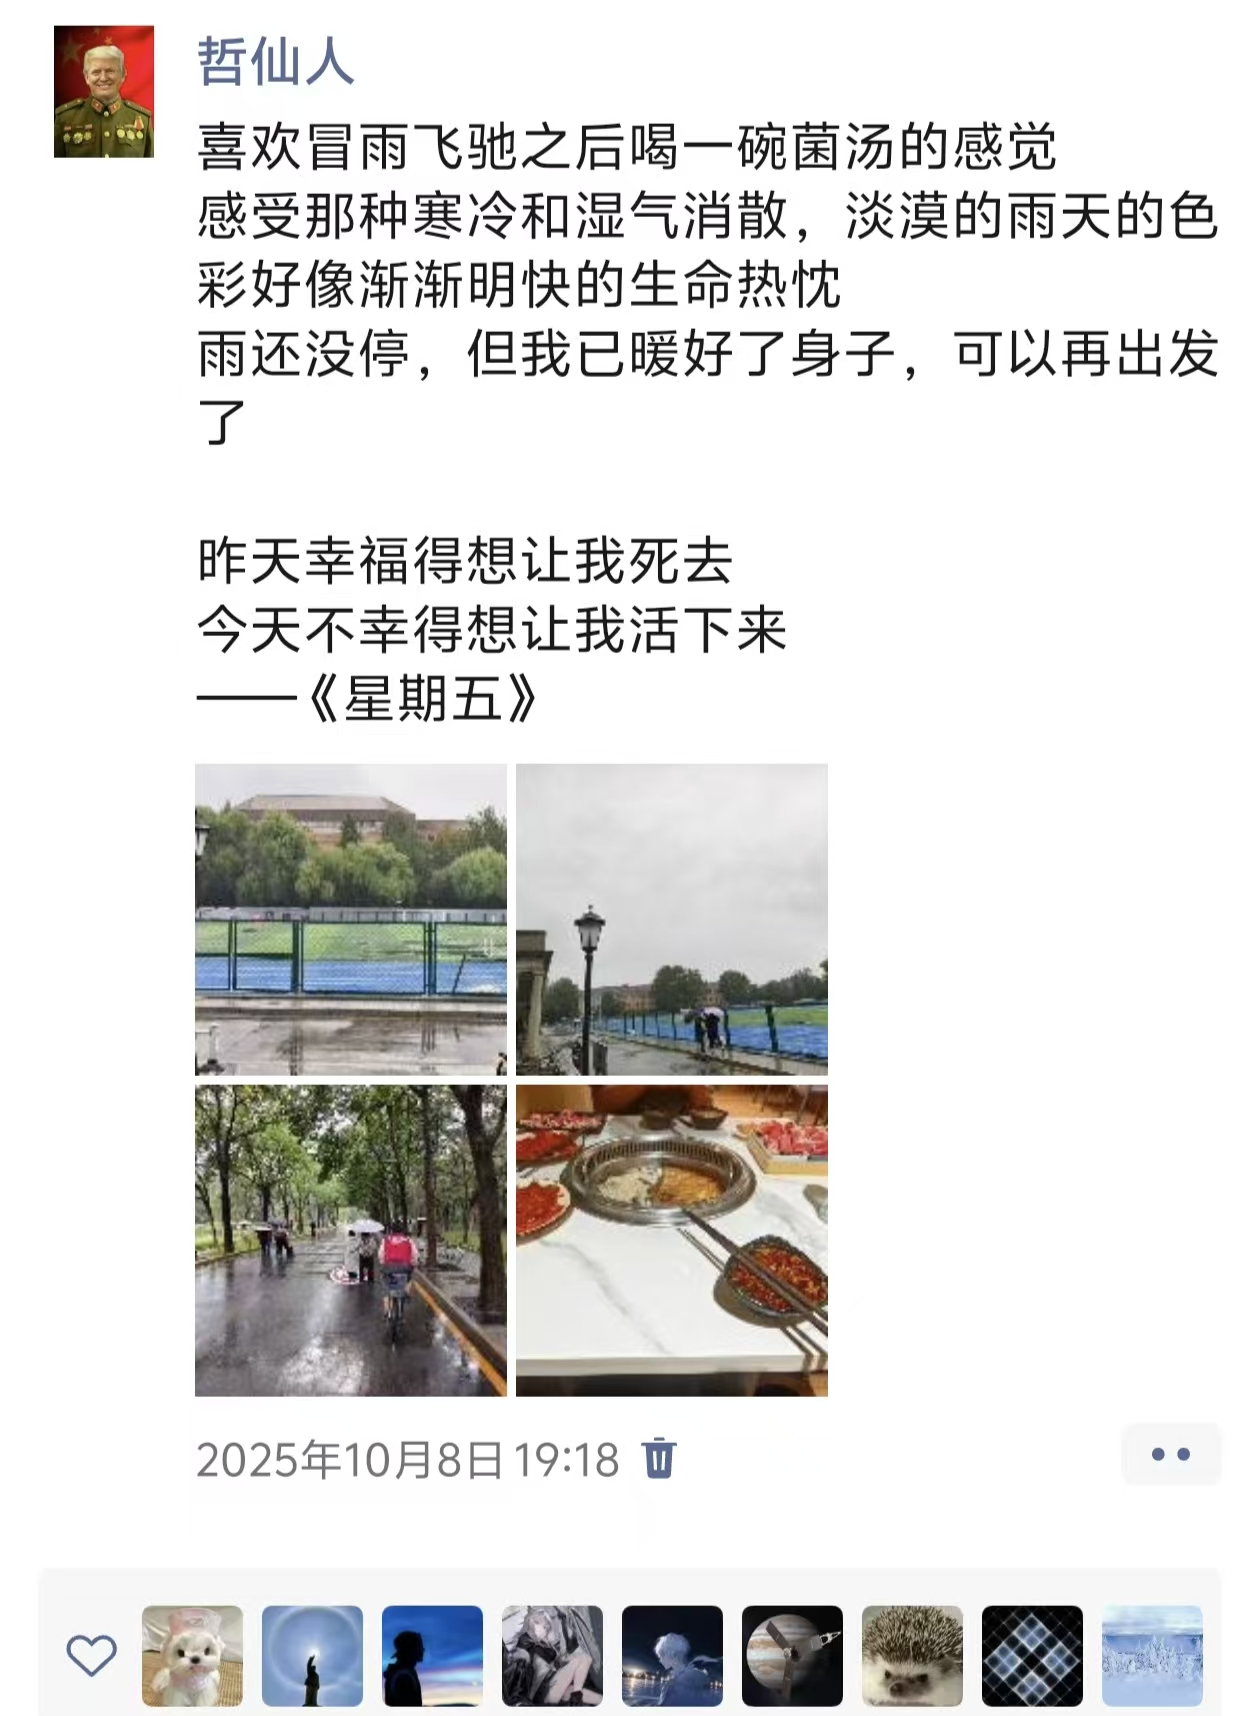 哲仙人
喜欢冒雨飞驰之后喝一碗菌汤的感觉
感受那种寒冷和湿气消散，淡漠的雨天的色
彩好像渐渐明快的生命热忱
雨还没停，但我已暖好了身子，可以再出发
了
昨天幸福得想让我死去
今天不幸得想让我活下来
——《星期五》
2025年10月8日 19:18